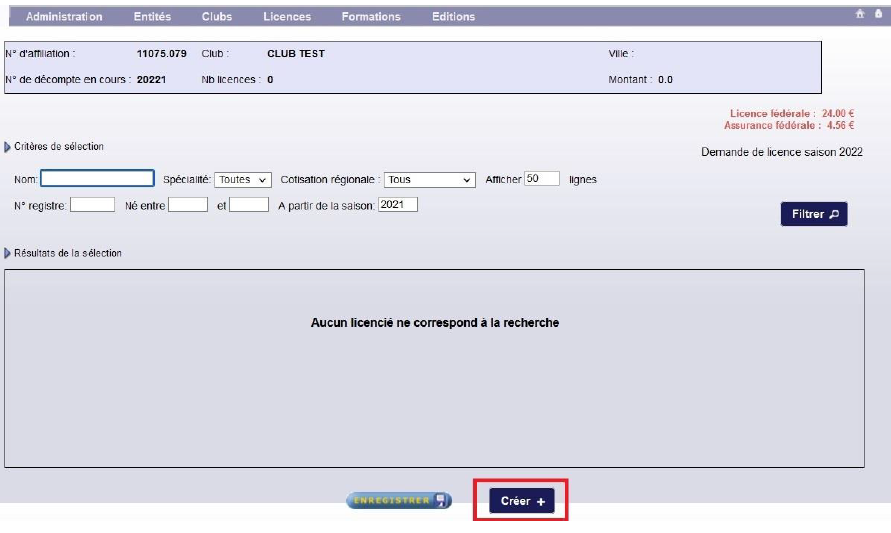 Administration Entités Clubs Licences Formations Editions
N° d'affiliation : 11075.079 Club : CLUB TEST Ville :
N° de décompte en cours : 20221 Nb licences : 0 Montant : 0.0
Licence fédérale : 24.00 €
Assurance fédérale : 4.56 €
Critères de sélection
Demande de licence saison 2022
Nom: Spécialité: Toutes Cotisation régionale : Tous Afficher 50 lignes
N° registre: Né entre et A partir de la saison: 2021
Filtrer
Résultats de la sélection
Aucun licencié ne correspond à la recherche
ENREGISTRER Créer +